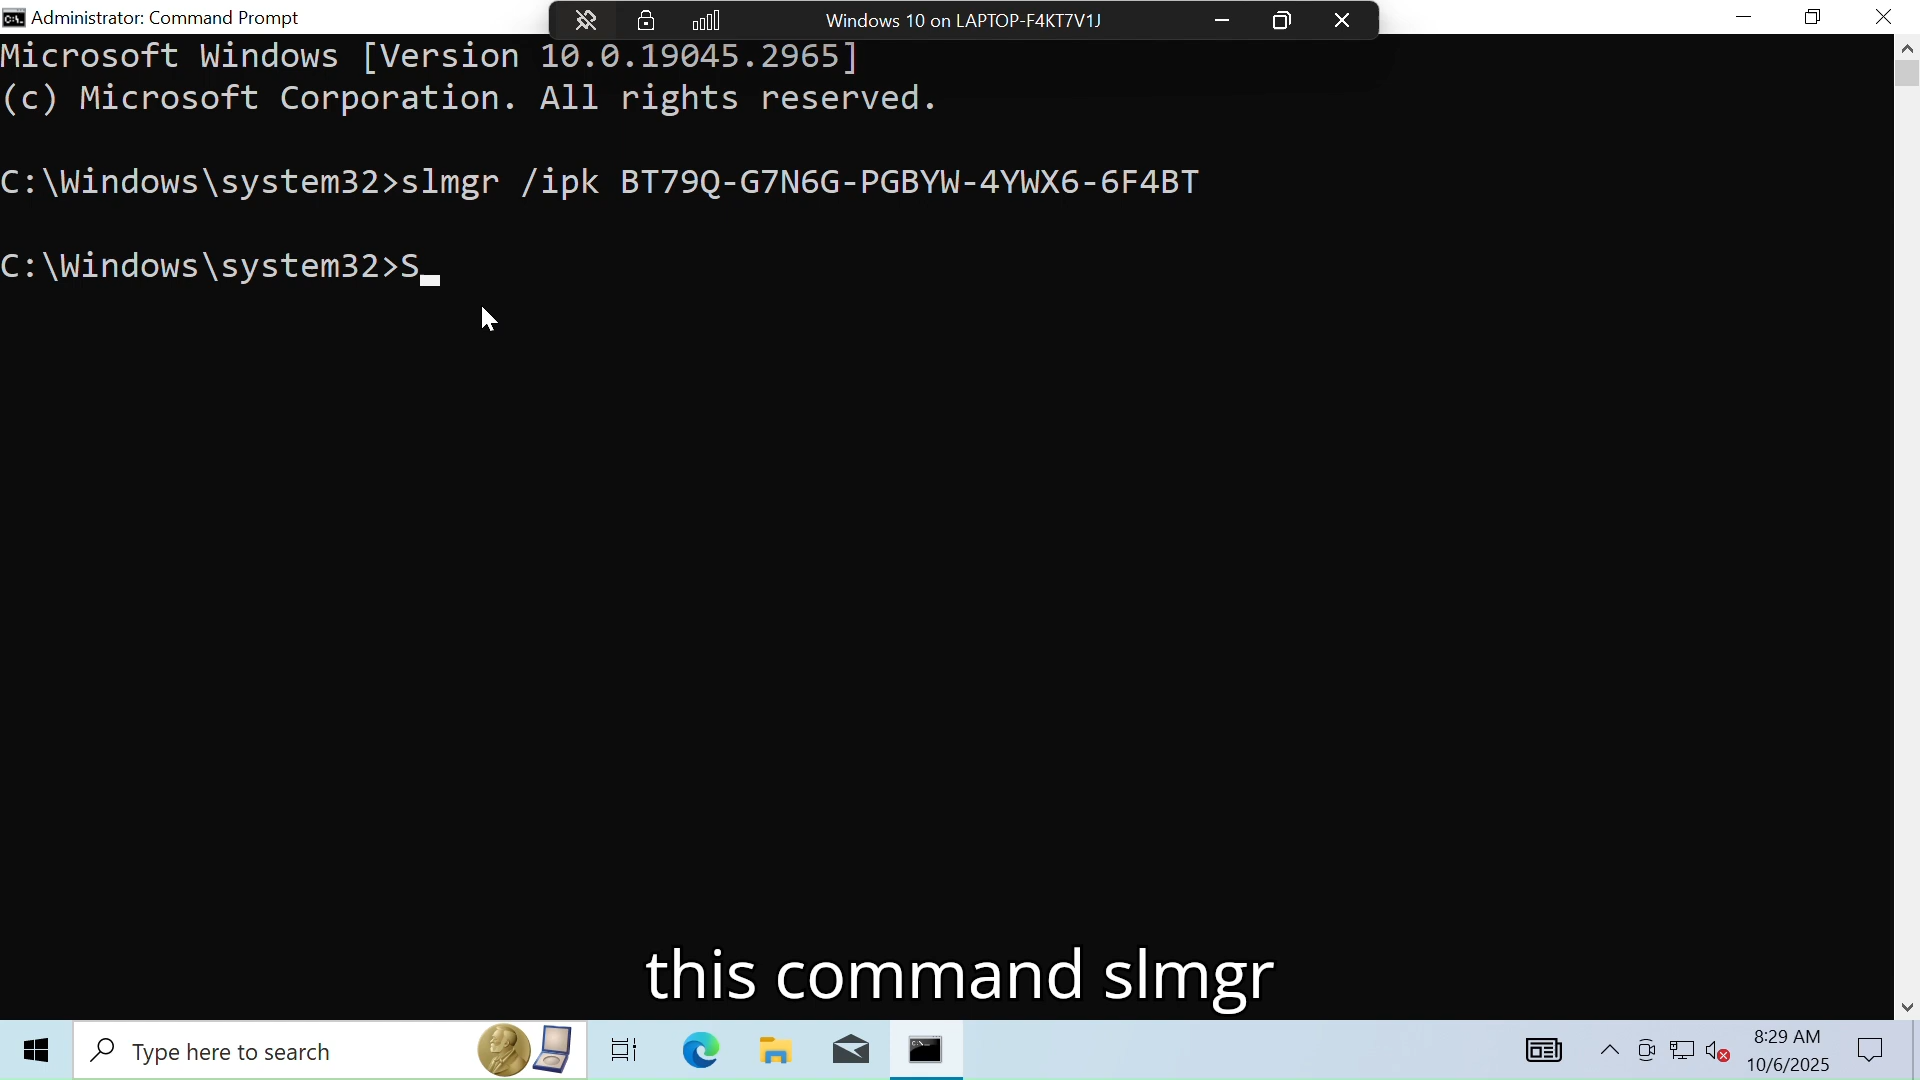 Administrator: Command Prompt
Windows 10 on LAPTOP-F4KT7V1J
Microsoft Windows [Version 10.0.19045.2965]
(c) Microsoft Corporation. All rights reserved.
C:\Windows\system32>slmgr /ipk BT79Q-G7N6G-PGBYW-4YWX6-6F4BT
C:\Windows\system32>S_
this command slmgr
Type here to search
8:29 AM
10/6/2025